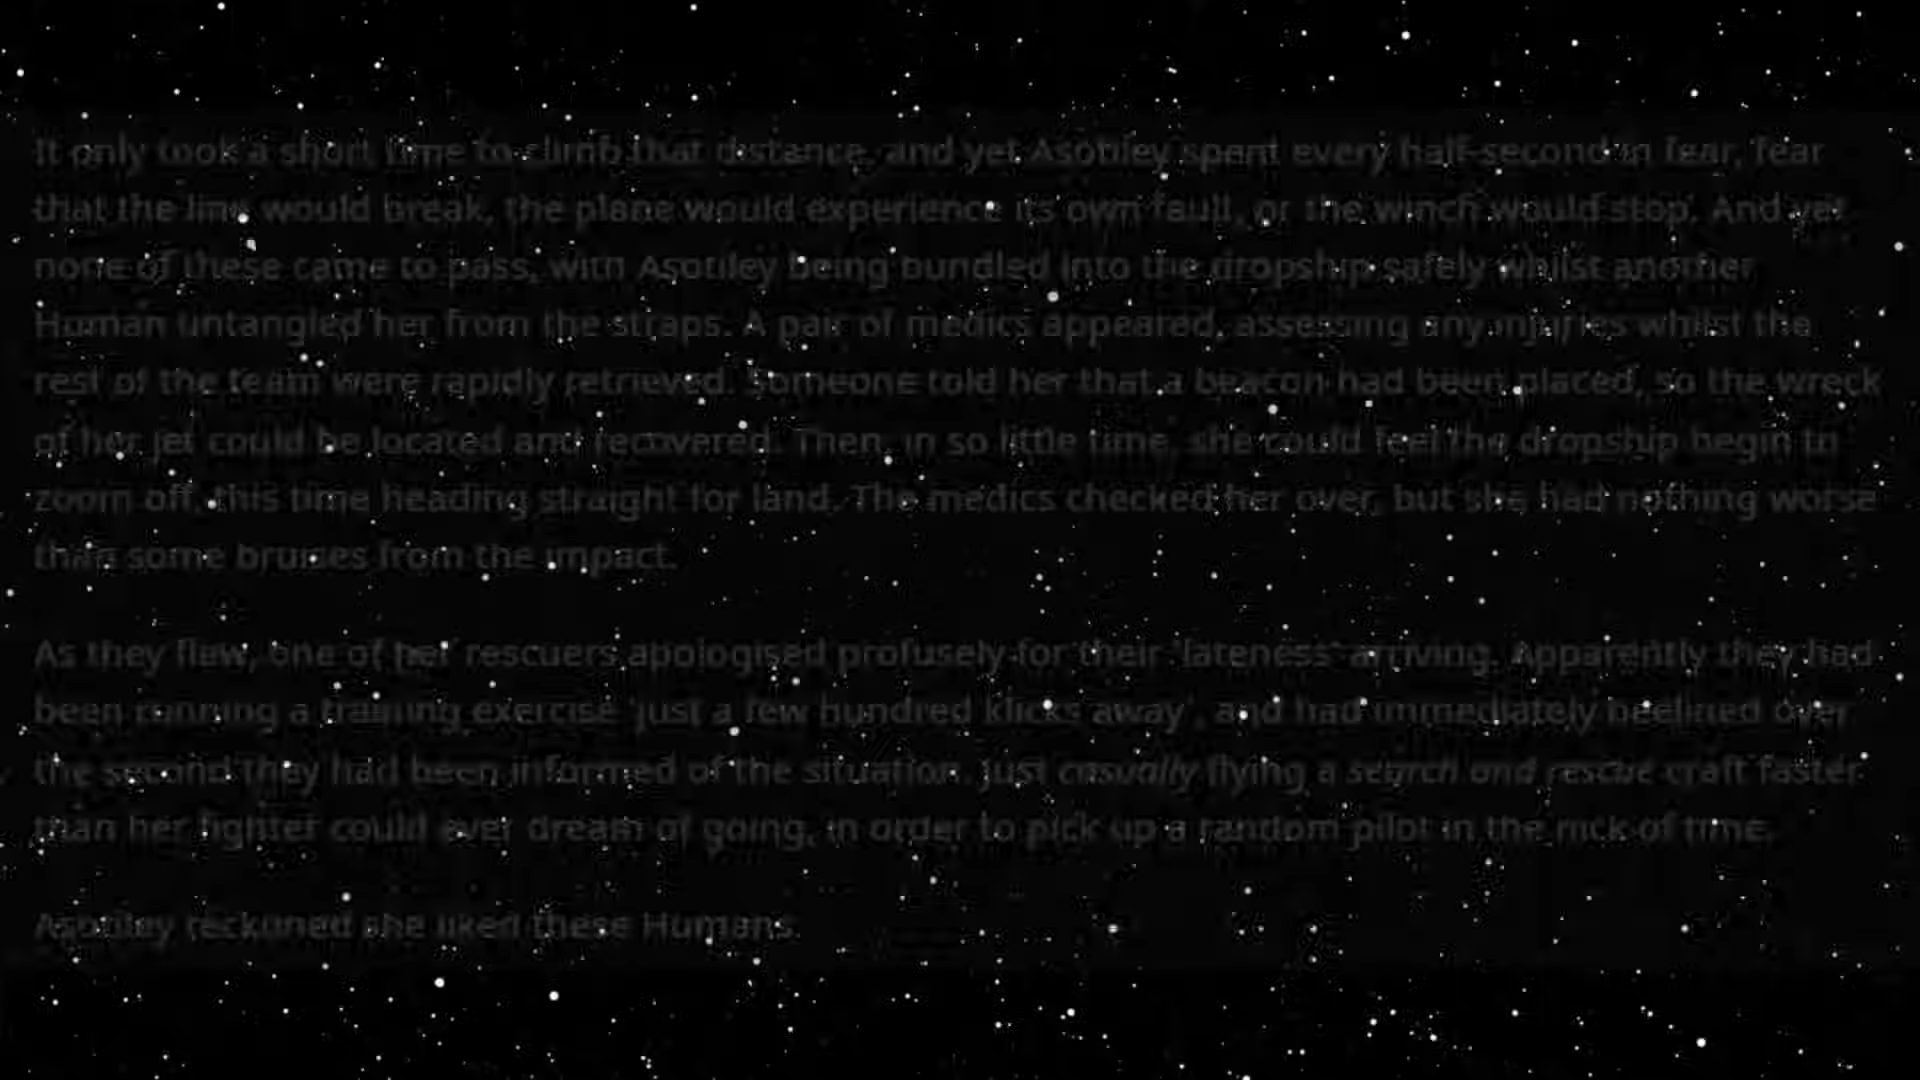 It only took a short time to climb that distance, and yet Asotiley spent every half-second in fear, fear
that the line would break, the plane would experience its own fault, or the winch would stop. And yet
none of these came to pass, with Asotiley being bundled into the dropship safely whilst another
Human untangled her from the straps. A pair of medics appeared, assessing any injuries whilst the
rest of the team were rapidly retrieved. Someone told her that a beacon had been placed, so the wreck
of her jet could be located and recovered. Then, in so little time, she could feel the dropship begin to
zoom off, this time heading straight for land. The medics checked her over, but she had nothing worse
than some bruises from the impact.
As they flew, one of her rescuers apologised profusely for their 'lateness' arriving. Apparently they had
been running a training exercise 'just a few hundred klicks away', and had immediately beelined over
the second they had been informed of the situation. Just casually flying a search and rescue craft faster
than her fighter could ever dream of going, in order to pick up a random pilot in the nick of time.
Asotiley reckoned she liked these Humans.